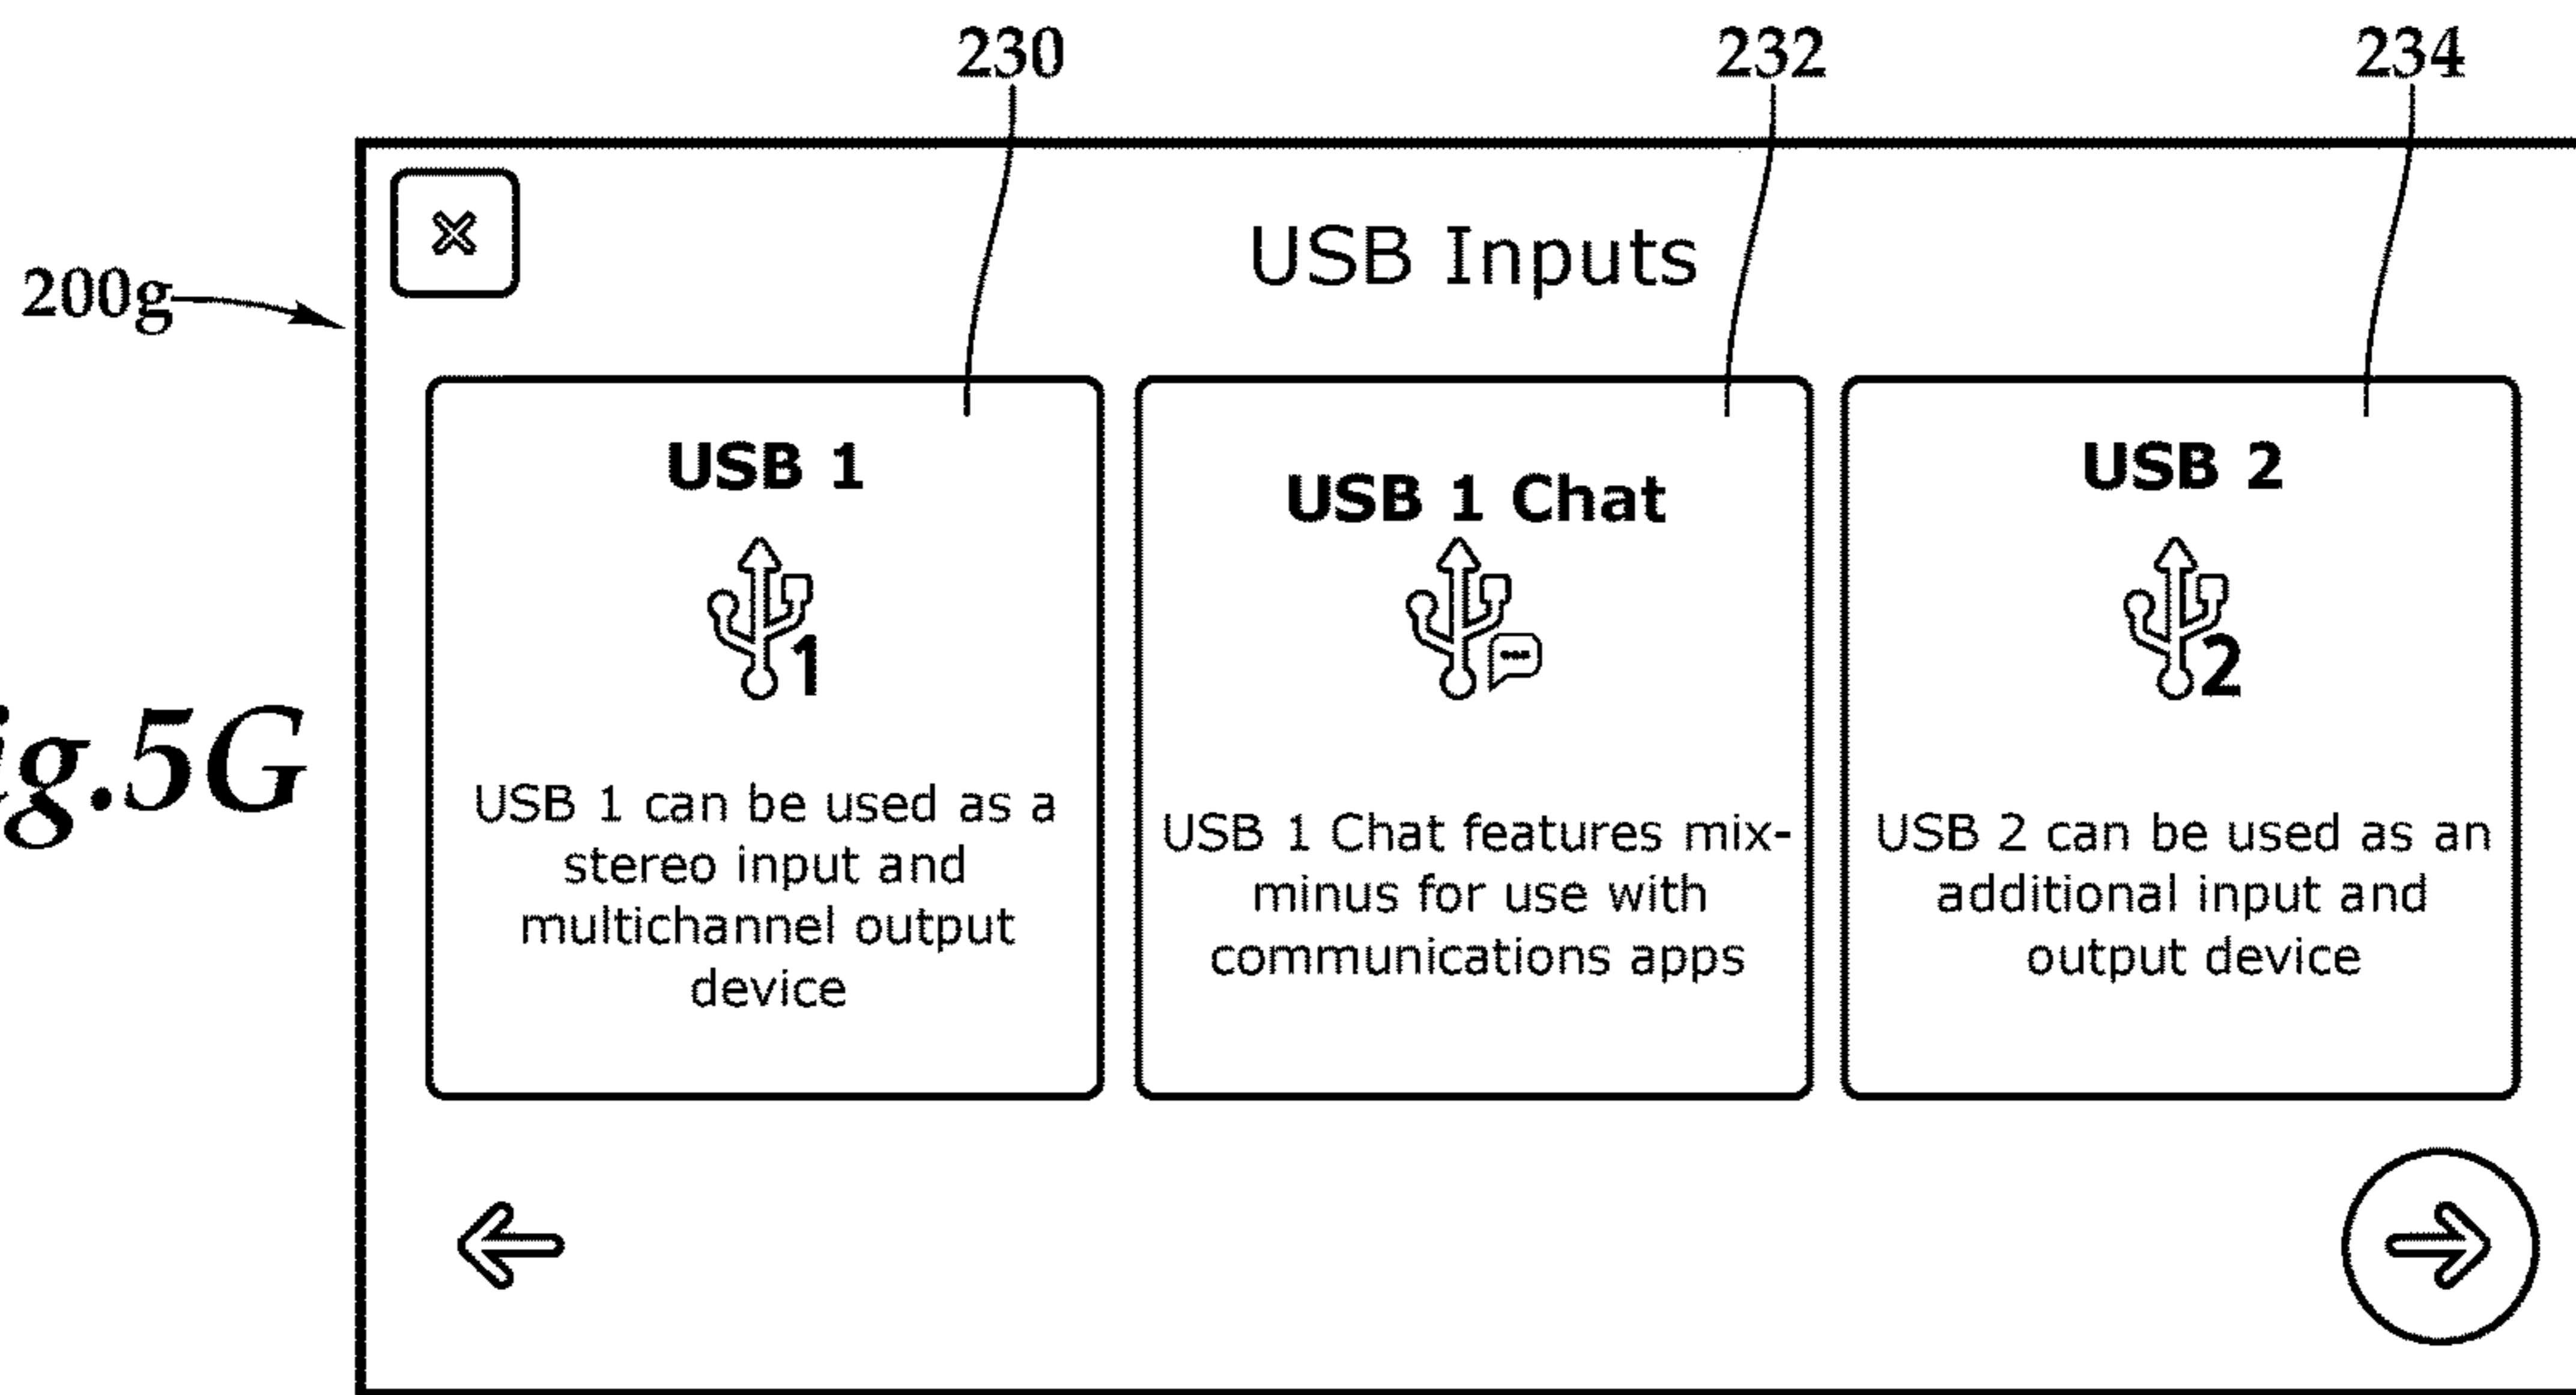 230 232 234
200g
USB Inputs
USB 1
1
USB 1 can be used as a
stereo input and
multichannel output
device
USB 1 Chat
USB 1 Chat features mix-
minus for use with
communications apps
USB 2
2
USB 2 can be used as an
additional input and
output device
ig.5G